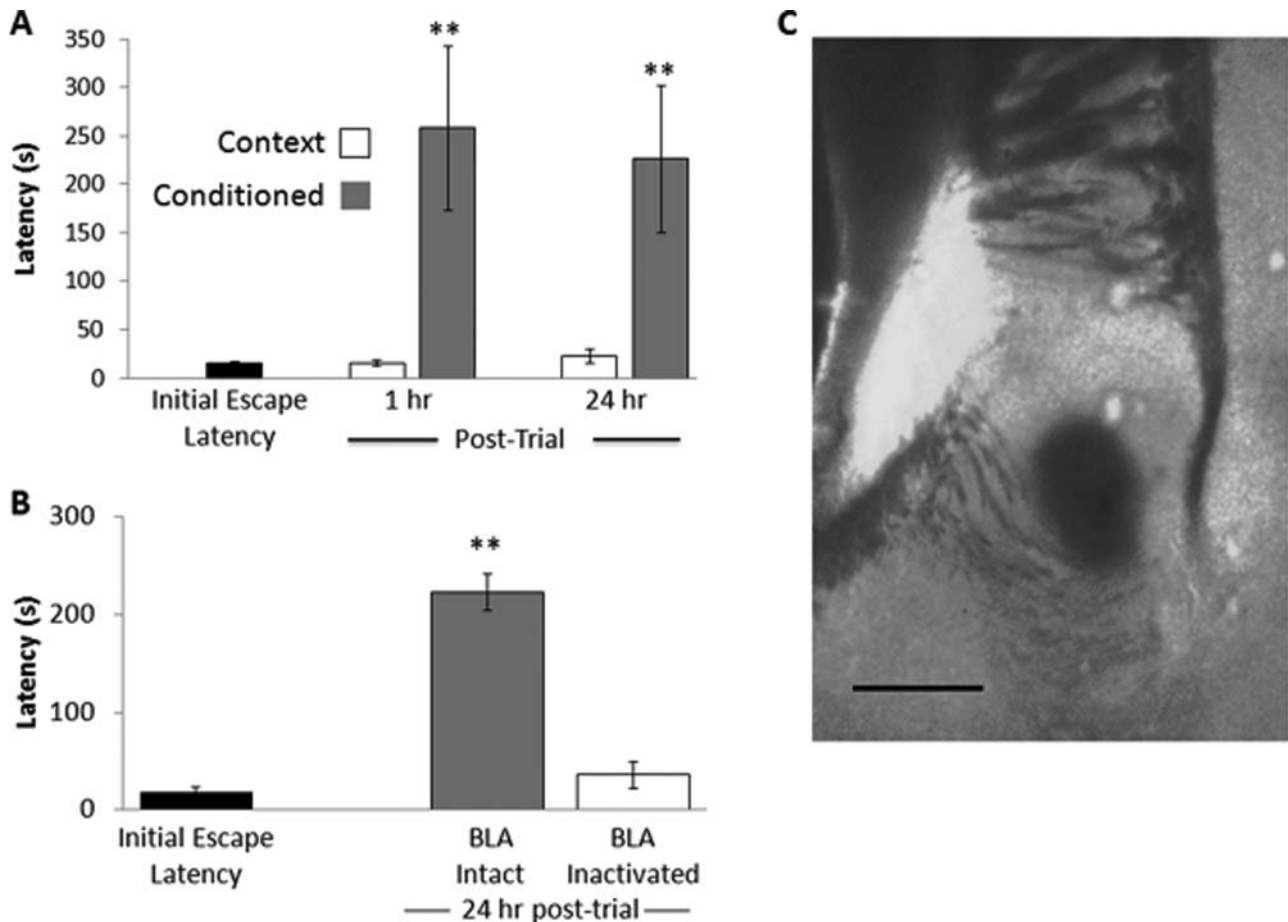 A
Latency (s)
350
300
250
200
150
100
50
0
**
**
Context
Conditioned
Initial Escape
Latency
1 hr
24 hr
Post-Trial
B
Latency (s)
300
200
100
0
**
Initial Escape
Latency
BLA
Intact
BLA
Inactivated
24 hr post-trial
C